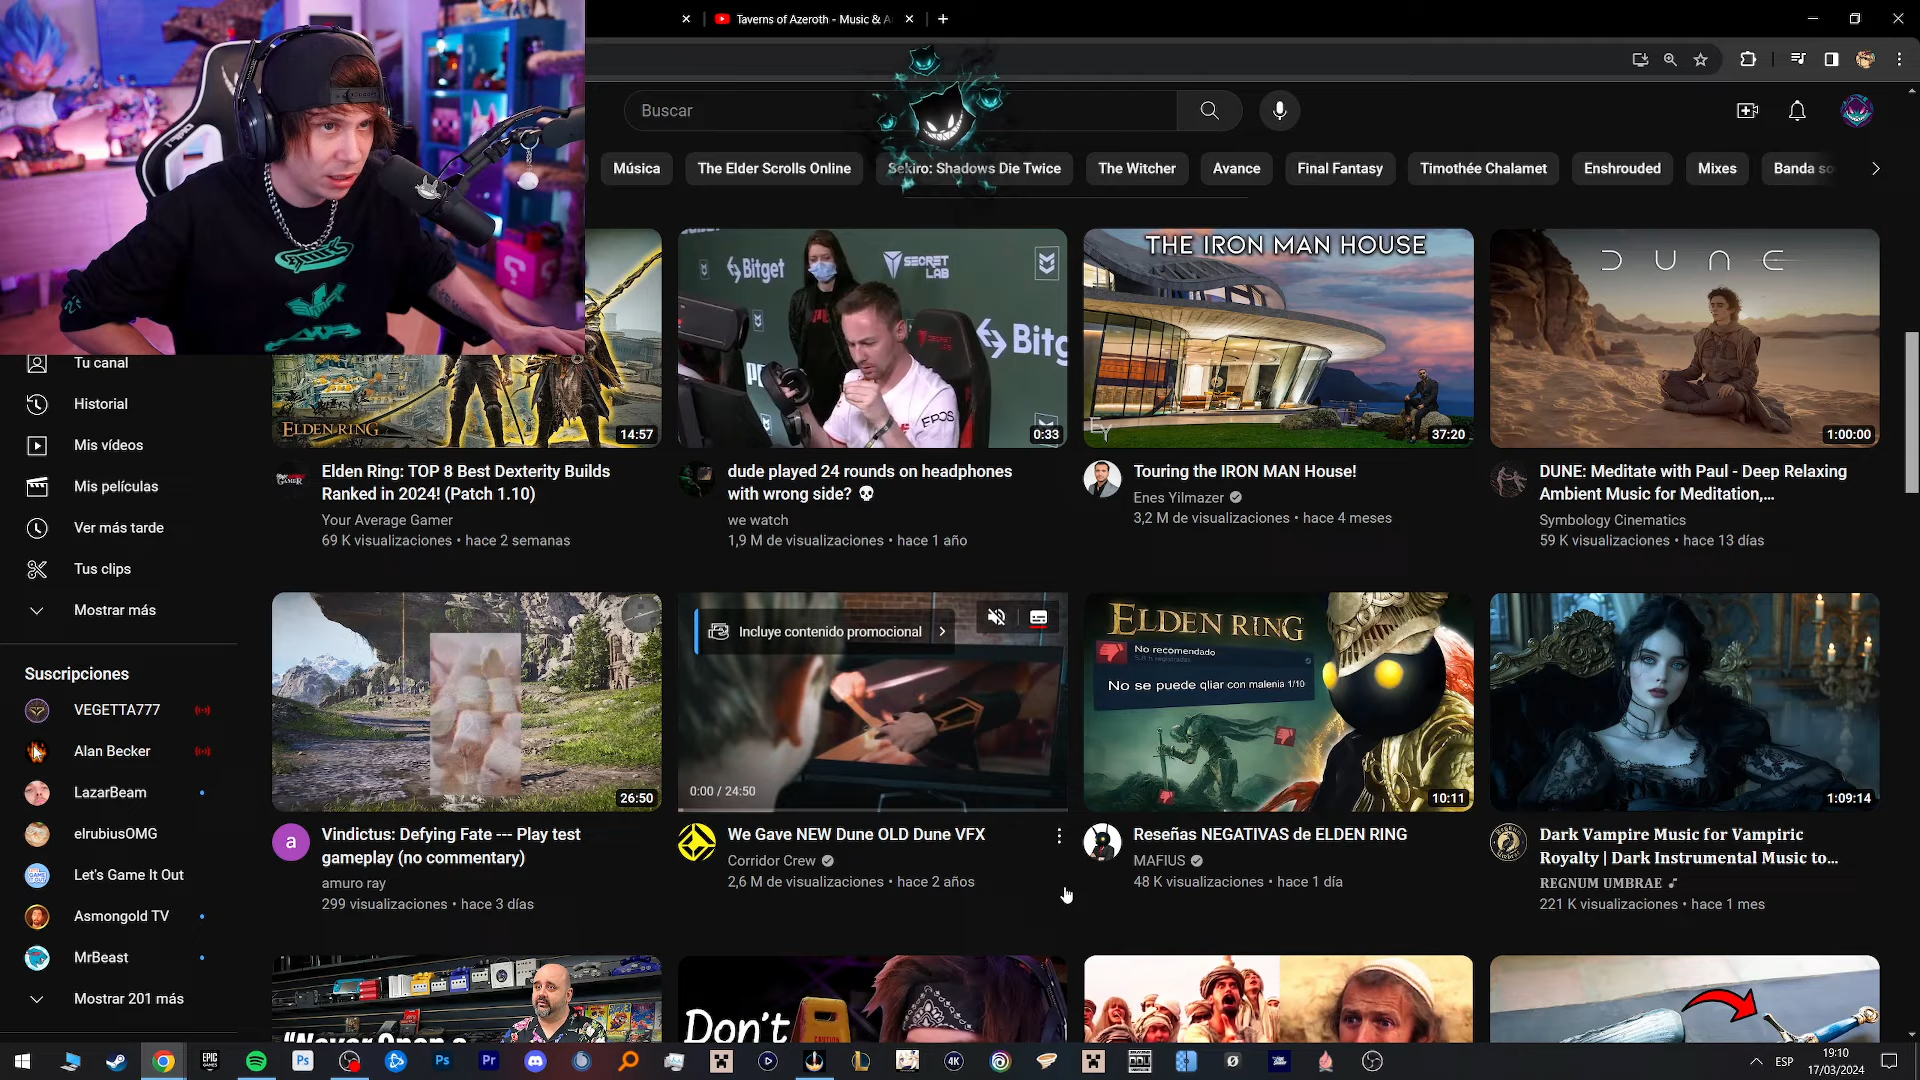 Taverns of Azeroth - Music & A
Buscar
Música
The Elder Scrolls Online
Sekiro: Shadows Die Twice
The Witcher
Avance
Final Fantasy
Timothée Chalamet
Enshrouded
Mixes
Banda so
Tu canal
Historial
Mis vídeos
Mis películas
Ver más tarde
Tus clips
Mostrar más
Suscripciones
VEGETTA777
Alan Becker
LazarBeam
elrubiusOMG
Let's Game It Out
Asmongold TV
MrBeast
Mostrar 201 más
ELDEN RING
14:57
Elden Ring: TOP 8 Best Dexterity Builds
Ranked in 2024! (Patch 1.10)
Your Average Gamer
69 K visualizaciones • hace 2 semanas
Bitget
SECRET
LAB
Bitg
EPOS
0:33
dude played 24 rounds on headphones
with wrong side? 💀
we watch
1,9 M de visualizaciones • hace 1 año
THE IRON MAN HOUSE
EY
37:20
Touring the IRON MAN House!
Enes Yilmazer
3,2 M de visualizaciones • hace 4 meses
DUNE
1:00:00
DUNE: Meditate with Paul - Deep Relaxing
Ambient Music for Meditation,...
Symbology Cinematics
59 K visualizaciones • hace 13 días
26:50
a
Vindictus: Defying Fate --- Play test
gameplay (no commentary)
amuro ray
299 visualizaciones • hace 3 días
Incluye contenido promocional
0:00 / 24:50
We Gave NEW Dune OLD Dune VFX
Corridor Crew
2,6 M de visualizaciones • hace 2 años
ELDEN RING
No recomendado
No se puede qliar con malenia 1/10
10:11
Reseñas NEGATIVAS de ELDEN RING
MAFIUS
48 K visualizaciones • hace 1 día
1:09:14
Dark Vampire Music for Vampiric
Royalty | Dark Instrumental Music to...
REGNUM UMBRAE ♪
221 K visualizaciones • hace 1 mes
"Never Open a
Don't
EPIC
GAMES
Ps
Ps
Pr
4K
ESP
19:10
17/03/2024